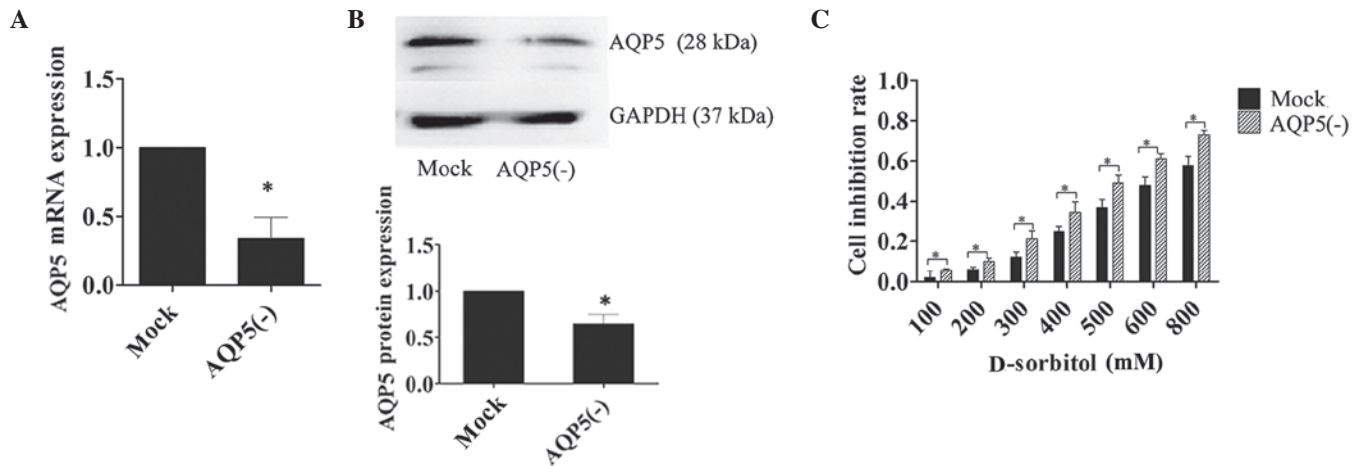 A
AQP5 mRNA expression
1.5
1.0
0.5
0.0
*
Mock
AQP5(-)
B
AQP5 (28 kDa)
GAPDH (37 kDa)
Mock AQP5(-)
AQP5 protein expression
1.5
1.0
0.5
0.0
*
Mock
AQP5(-)
C
Cell inhibition rate
1.0
0.8
0.6
0.4
0.2
0.0
* * * * * * *
100 200 300 400 500 600 800
D-sorbitol (mM)
Mock
AQP5(-)